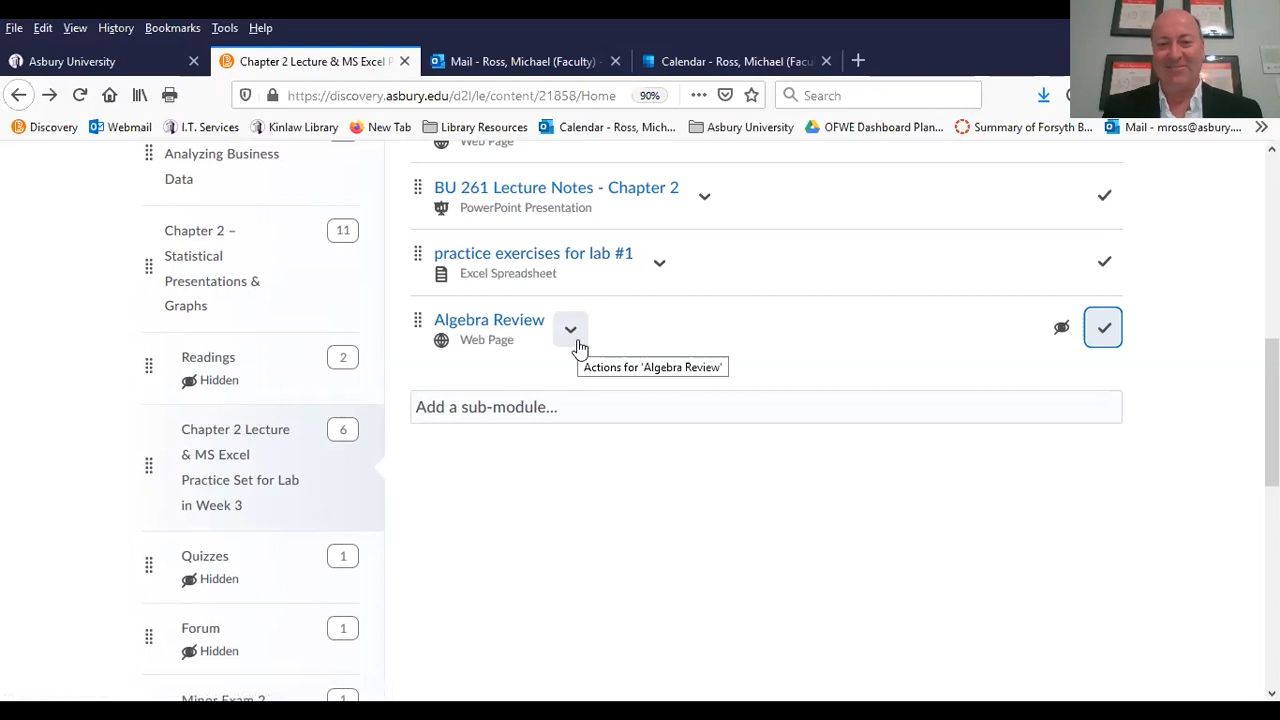 File Edit View History Bookmarks Tools Help
Asbury University
Chapter 2 Lecture & MS Excel P
Mail - Ross, Michael (Faculty) -
Calendar - Ross, Michael (Facu
https://discovery.asbury.edu/d2l/le/content/21858/Home
90%
Search
Discovery
Webmail
I.T. Services
Kinlaw Library
New Tab
Library Resources
Calendar - Ross, Mich...
Asbury University
OFWE Dashboard Plan...
Summary of Forsyth B...
Mail - mross@asbury....
Analyzing Business
Data
Chapter 2 –
Statistical
Presentations &
Graphs
11
Readings
2
Hidden
Chapter 2 Lecture
& MS Excel
Practice Set for Lab
in Week 3
6
Quizzes
1
Hidden
Forum
1
Hidden
Minor Exam 2
1
Web Page
BU 261 Lecture Notes - Chapter 2
PowerPoint Presentation
practice exercises for lab #1
Excel Spreadsheet
Algebra Review
Web Page
Actions for 'Algebra Review'
Add a sub-module...